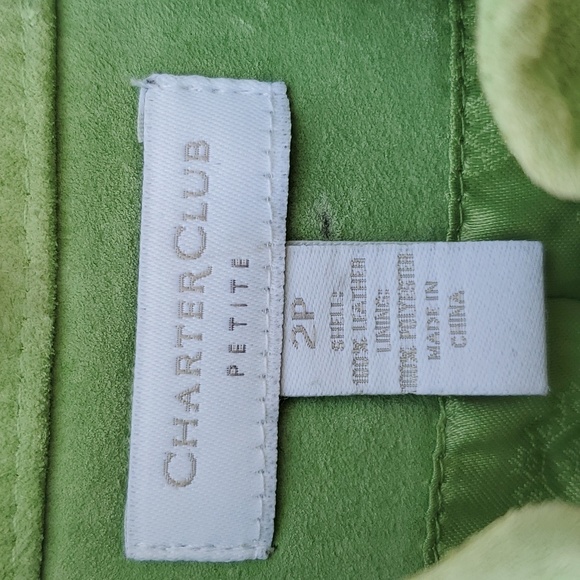 CHARTERCLUB
PETITE
2P
SHELL:
100% LEATHER
LINING:
100% POLYESTER
MADE IN
CHINA